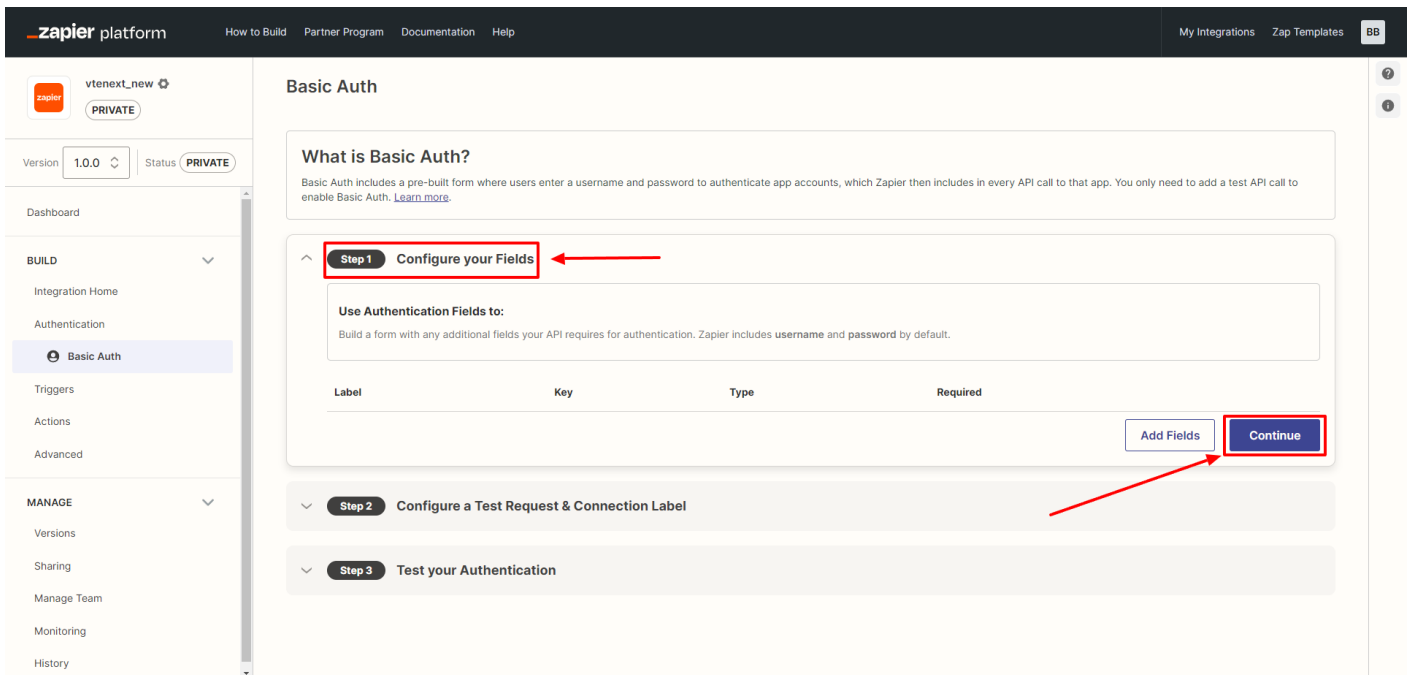 zapier platform
How to Build Partner Program Documentation Help
My Integrations Zap Templates BB
zapier
vtenext_new
PRIVATE
Version 1.0.0 Status PRIVATE
Dashboard
BUILD
Integration Home
Authentication
Basic Auth
Triggers
Actions
Advanced
MANAGE
Versions
Sharing
Manage Team
Monitoring
History
Basic Auth
What is Basic Auth?
Basic Auth includes a pre-built form where users enter a username and password to authenticate app accounts, which Zapier then includes in every API call to that app. You only need to add a test API call to
enable Basic Auth. Learn more.
Step 1 Configure your Fields
Use Authentication Fields to:
Build a form with any additional fields your API requires for authentication. Zapier includes username and password by default.
Label Key Type Required
Add Fields Continue
Step 2 Configure a Test Request & Connection Label
Step 3 Test your Authentication